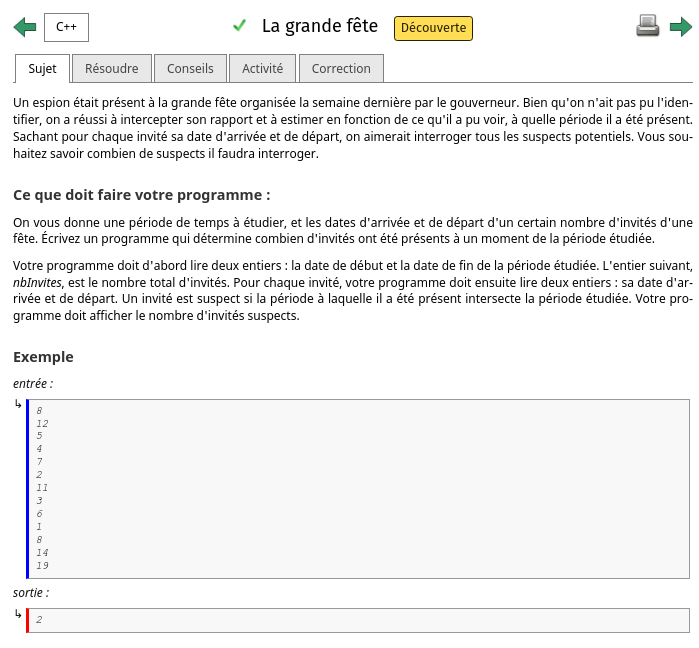 C++
La grande fête
Découverte
Sujet
Résoudre
Conseils
Activité
Correction
Un espion était présent à la grande fête organisée la semaine dernière par le gouverneur. Bien qu'on n'ait pas pu l'iden-
tifier, on a réussi à intercepter son rapport et à estimer en fonction de ce qu'il a pu voir, à quelle période il a été présent.
Sachant pour chaque invité sa date d'arrivée et de départ, on aimerait interroger tous les suspects potentiels. Vous sou-
haitez savoir combien de suspects il faudra interroger.
Ce que doit faire votre programme :
On vous donne une période de temps à étudier, et les dates d'arrivée et de départ d'un certain nombre d'invités d'une
fête. Écrivez un programme qui détermine combien d'invités ont été présents à un moment de la période étudiée.
Votre programme doit d'abord lire deux entiers : la date de début et la date de fin de la période étudiée. L'entier suivant,
nbInvites, est le nombre total d'invités. Pour chaque invité, votre programme doit ensuite lire deux entiers : sa date d'ar-
rivée et de départ. Un invité est suspect si la période à laquelle il a été présent intersecte la période étudiée. Votre pro-
gramme doit afficher le nombre d'invités suspects.
Exemple
entrée :
8
12
5
4
7
2
11
3
6
1
8
14
19
sortie :
2